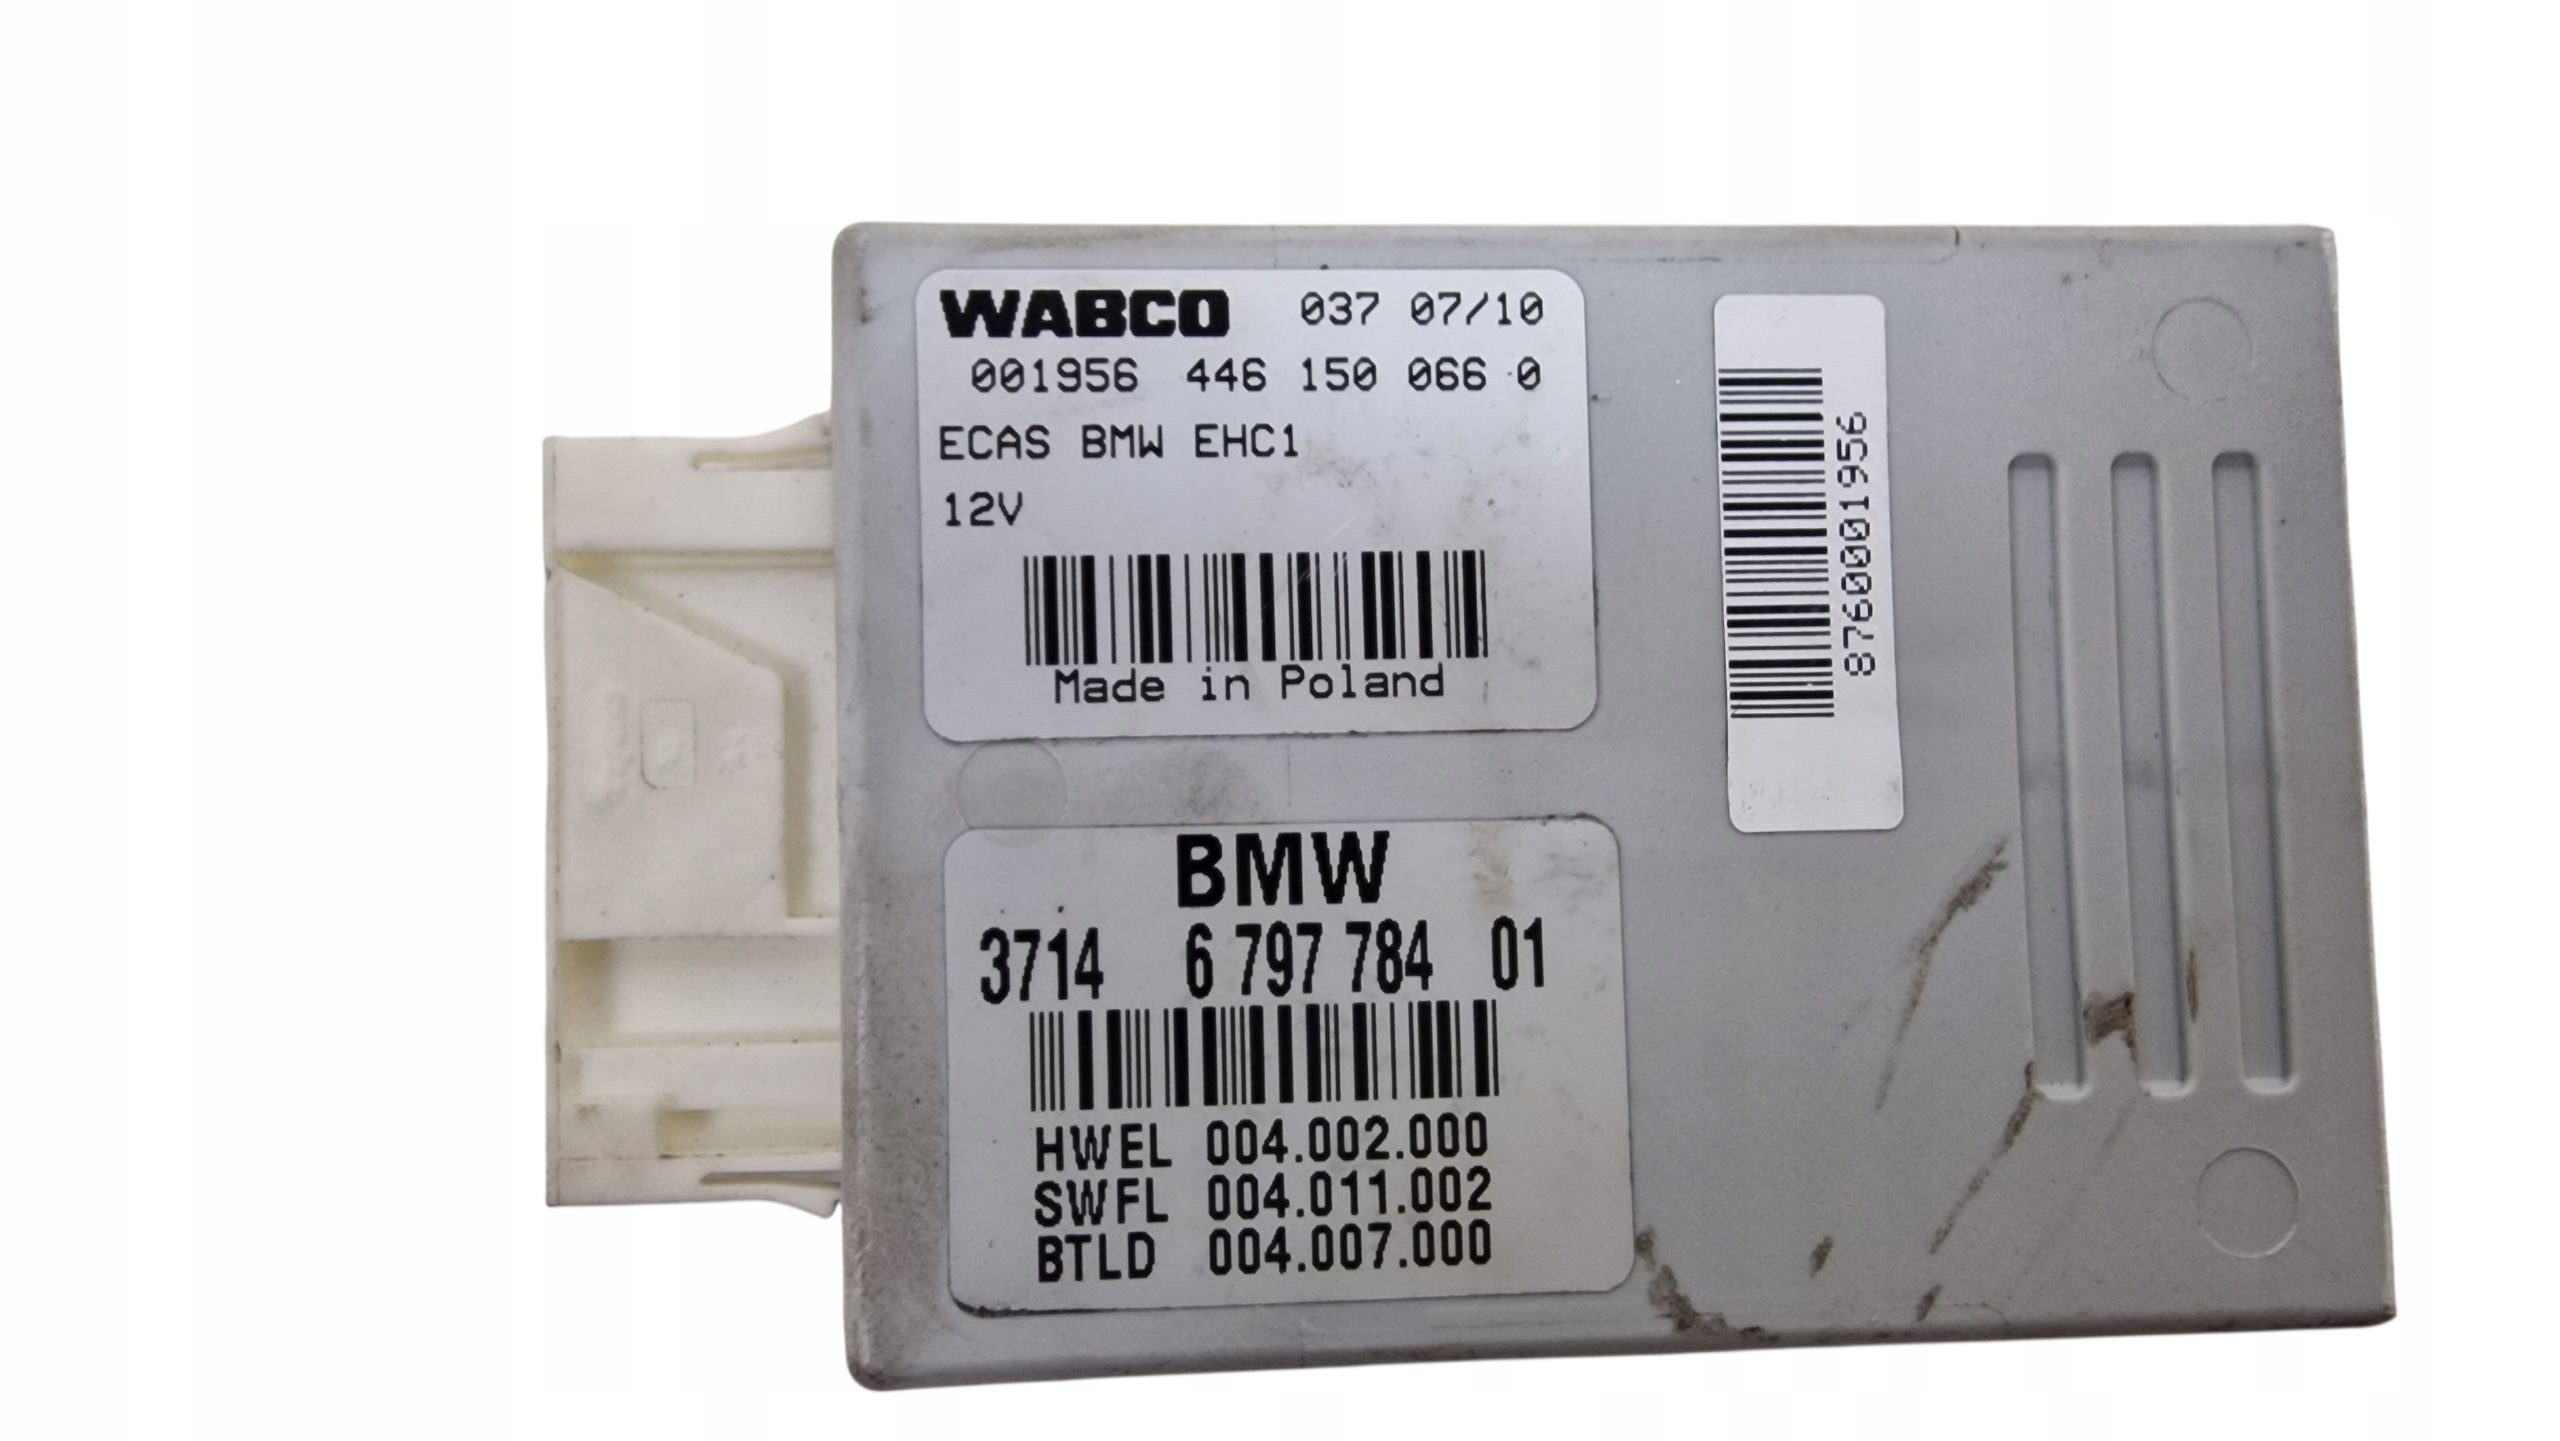 WABCO 037 07/10
001956 446 150 066 0
ECAS BMW EHC1
12V
Made in Poland
8760001956
BMW
3714 6 797 784 01
HWEL 004.002.000
SWFL 004.011.002
BTLD 004.007.000